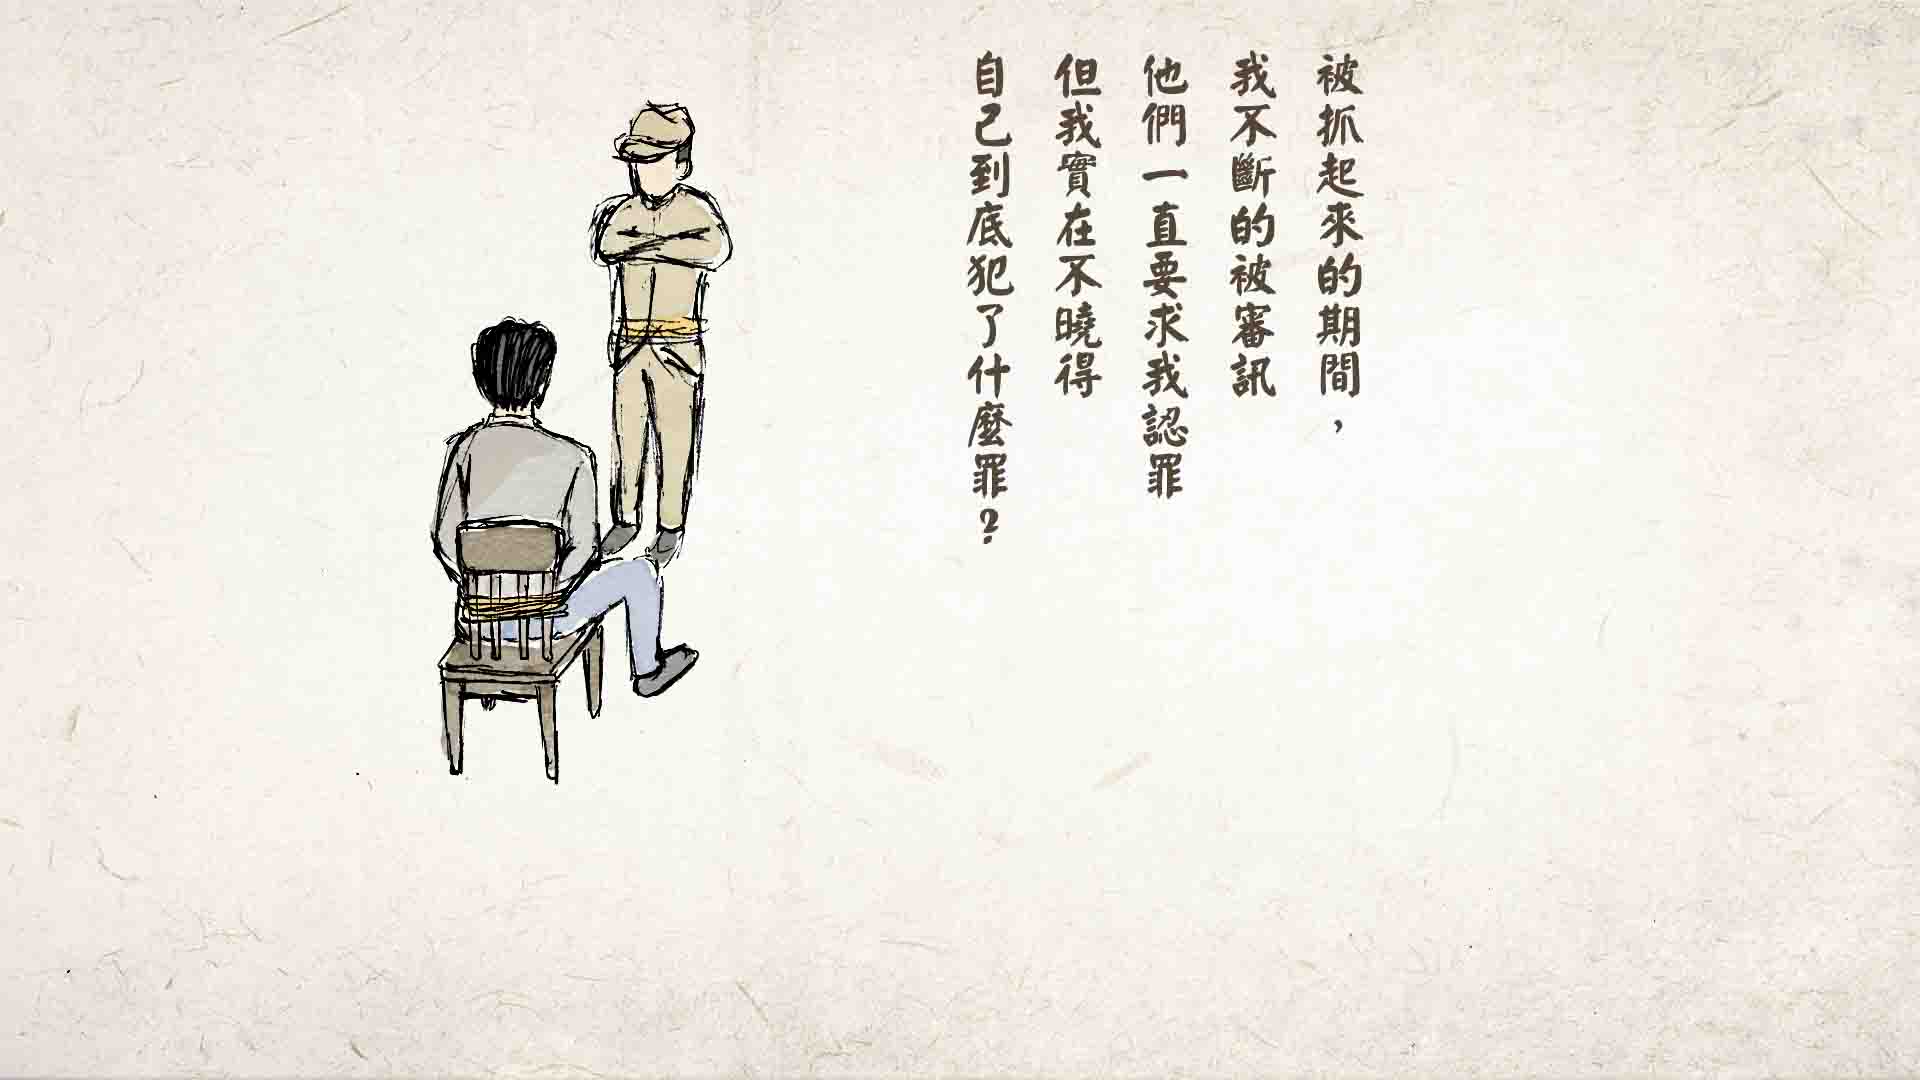 被抓起來的期間，
我不斷的被審訊
他們一直要求我認罪
但我實在不曉得
自己到底犯了什麼罪？